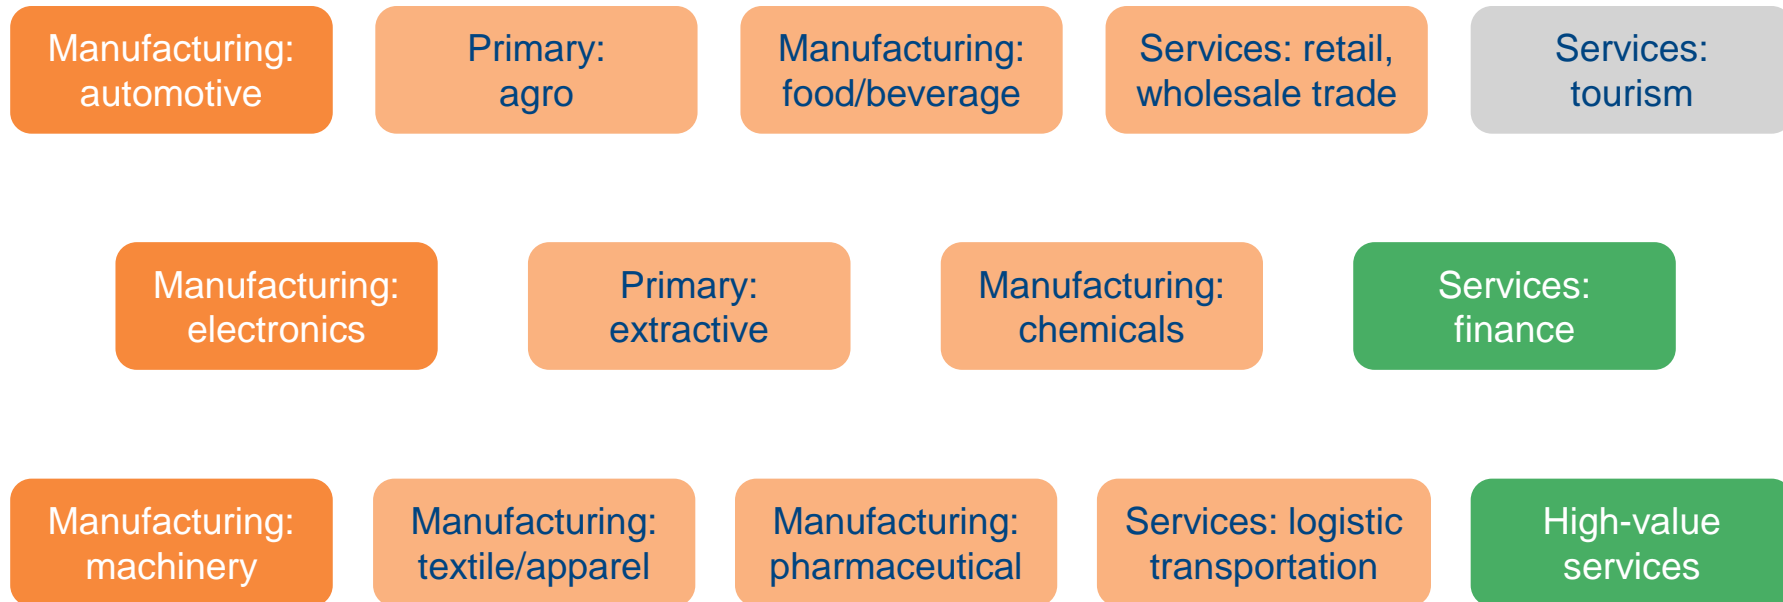 Manufacturing:
automotive
Primary:
agro
Manufacturing:
food/beverage
Services: retail,
wholesale trade
Services:
tourism
Manufacturing:
electronics
Primary:
extractive
Manufacturing:
chemicals
Services:
finance
Manufacturing:
machinery
Manufacturing:
textile/apparel
Manufacturing:
pharmaceutical
Services: logistic
transportation
High-value
services